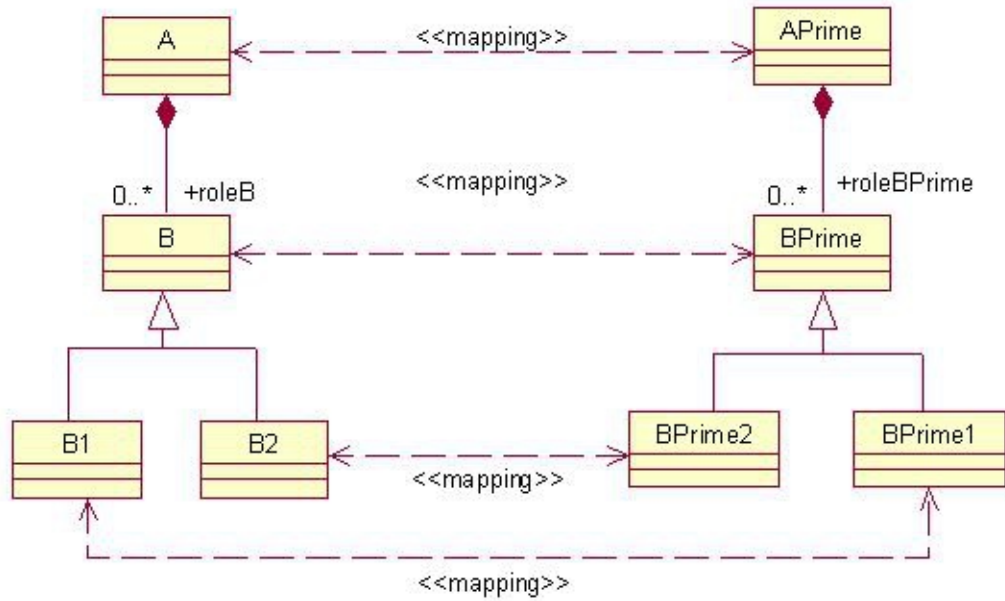 A
<<mapping>>
APrime
0..*
+roleB
<<mapping>>
0..*
+roleBPrime
B
BPrime
B1
B2
<<mapping>>
BPrime2
BPrime1
<<mapping>>